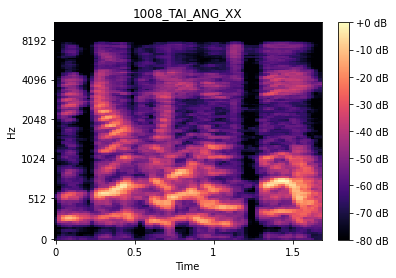 1008_TAI_ANG_XX
+0 dB
8192
-10 dB
4096
-20 dB
-30 dB
2048
Hz
-40 dB
1024
-50 dB
512
-60 dB
-70 dB
0
-80 dB
0 0.5 1 1.5
Time